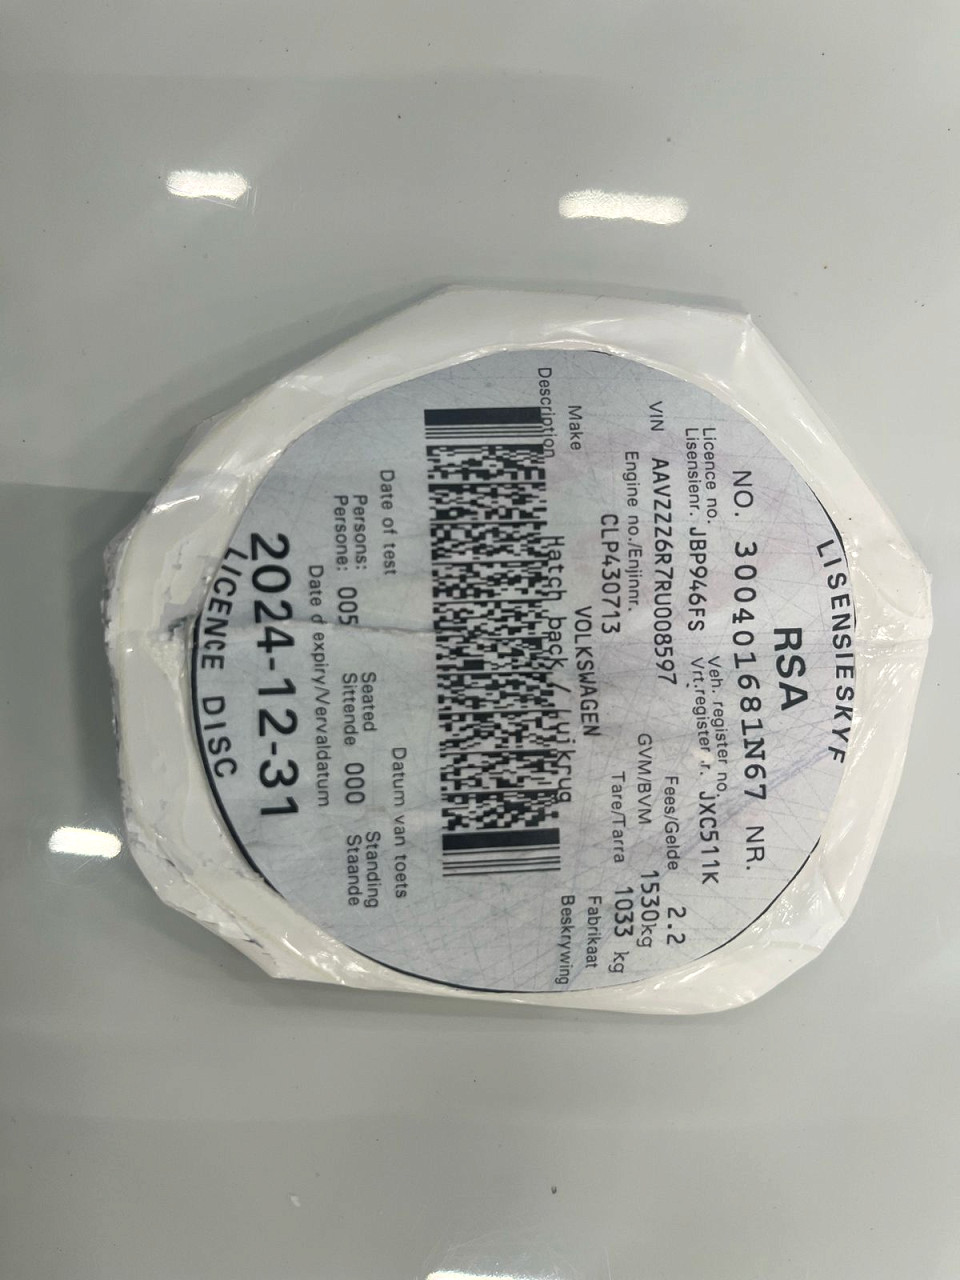 LISENSIESKYF
RSA
NO. 300401681N67 NR.
Licence no. Veh. register no.
Lisensienr. JBP946FS Vrt.register .r. JXC511K
VIN AAVZZZ6R7RU008597 Fees/Gelde 2.2
Engine no./Enjinnr. GVM/BVM 1530kg
CLP430713 Tare/Tarra 1033 kg
Make VOLKSWAGEN Fabrikaat
Description Hatch back / Luikrug Beskrywing
Date of test Datum van toets
Persons: Seated Standing
Persone: 005 Sittende 000 Staande
Date of expiry/Vervaldatum
2024-12-31
LICENCE DISC